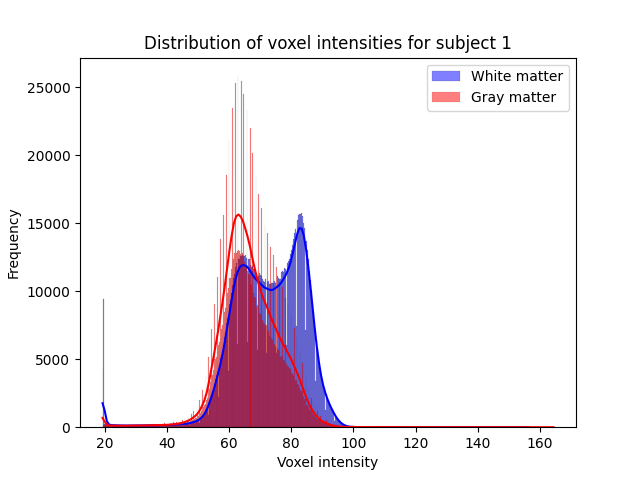 Distribution of voxel intensities for subject 1
White matter
Gray matter
25000
20000
15000
10000
5000
0
Frequency
20 40 60 80 100 120 140 160
Voxel intensity